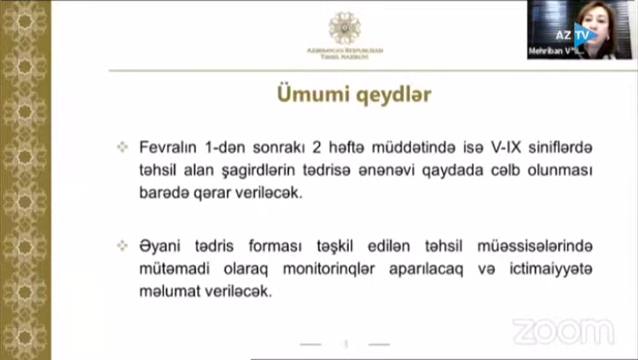 AZ TV
Mehriban V
AZƏRBAYCAN RESPUBLİKASI
TƏHSİL NAZİRLİYİ
Ümumi qeydlər
Fevralın 1-dən sonrakı 2 həftə müddətində isə V-IX siniflərdə
təhsil alan şagirdlərin tədrisə ənənəvi qaydada cəlb olunması
barədə qərar veriləcək.
Əyani tədris forması təşkil edilən təhsil müəssisələrində
mütəmadi olaraq monitorinqlər aparılacaq və ictimaiyyətə
məlumat veriləcək.
zoom